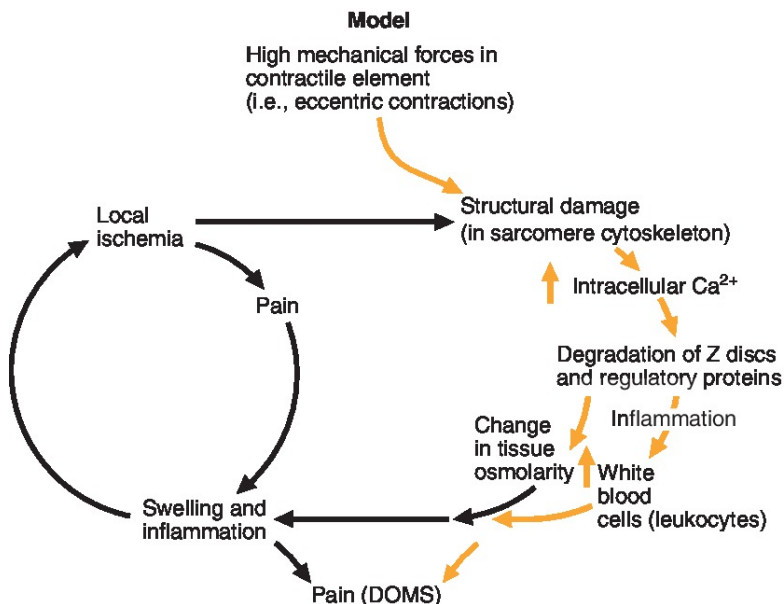 Model
High mechanical forces in
contractile element
(i.e., eccentric contractions)
Local
ischemia
Structural damage
(in sarcomere cytoskeleton)
Intracellular Ca²⁺
Pain
Degradation of Z discs
and regulatory proteins
Inflammation
Change
in tissue
osmolarity
White
blood
cells (leukocytes)
Swelling and
inflammation
Pain (DOMS)